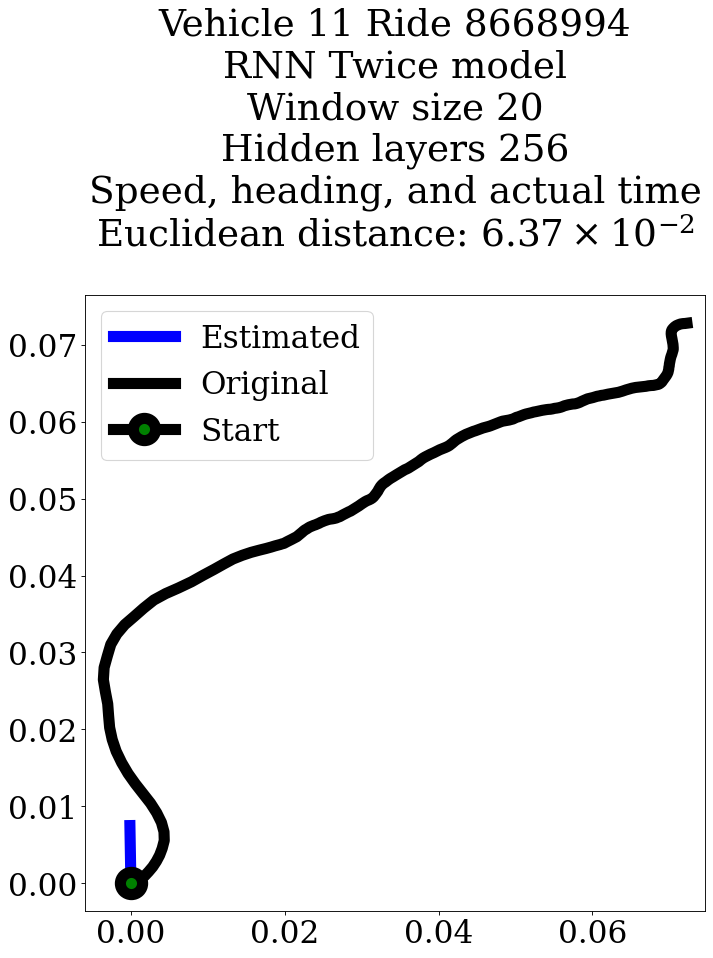 Vehicle 11 Ride 8668994
RNN Twice model
Window size 20
Hidden layers 256
Speed, heading, and actual time
Euclidean distance: 6.37 × 10⁻²
Estimated
Original
Start
0.07
0.06
0.05
0.04
0.03
0.02
0.01
0.00
0.00 0.02 0.04 0.06